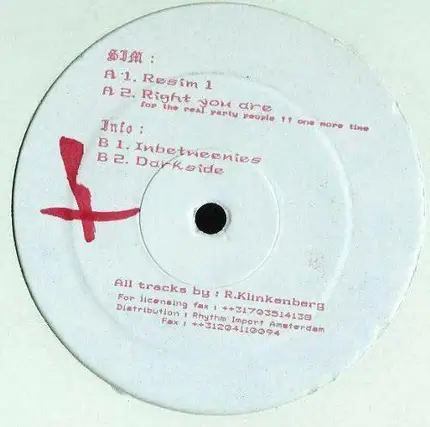 SIM :
A 1. Resim 1
A 2. Right you are
for the real party people !! one more time
Info :
B 1. Inbetweenies
B 2. Darkside
All tracks by : R.Klinkenberg
For licensing fax : ++31703514138
Distribution : Rhythm Import Amsterdam
Fax : ++31204110094